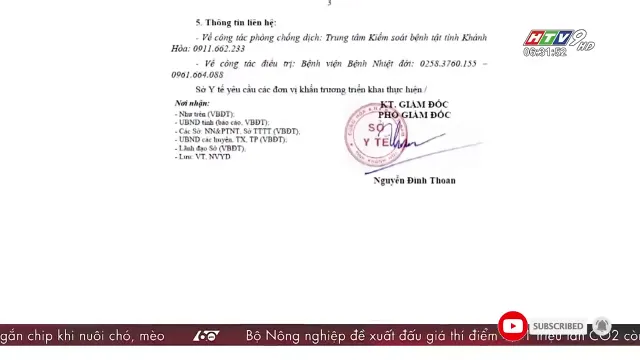 3
HTV9 HD
06:31:52
5. Thông tin liên hệ:
- Về công tác phòng chống dịch: Trung tâm Kiểm soát bệnh tật tỉnh Khánh
Hòa: 0911.662.233
- Về công tác điều trị: Bệnh viện Bệnh Nhiệt đới: 0258.3760.155 –
0961.664.088
Sở Y tế yêu cầu các đơn vị khẩn trương triển khai thực hiện./
Nơi nhận:
- Như trên (VBĐT);
- UBND tỉnh (báo cáo, VBĐT);
- Các Sở: NN&PTNT, Sở TTTT (VBĐT),
- UBND các huyện, TX, TP (VBĐT);
- Lãnh đạo Sở (VBĐT),
- Lưu: VT, NVYD
KT. GIÁM ĐỐC
PHÓ GIÁM ĐỐC
SỞ
Y TẾ
Nguyễn Đình Thoan
gắn chip khi nuôi chó, mèo
60
Bộ Nông nghiệp đề xuất đấu giá thí điểm
triệu tấn CO2 còn
SUBSCRIBED